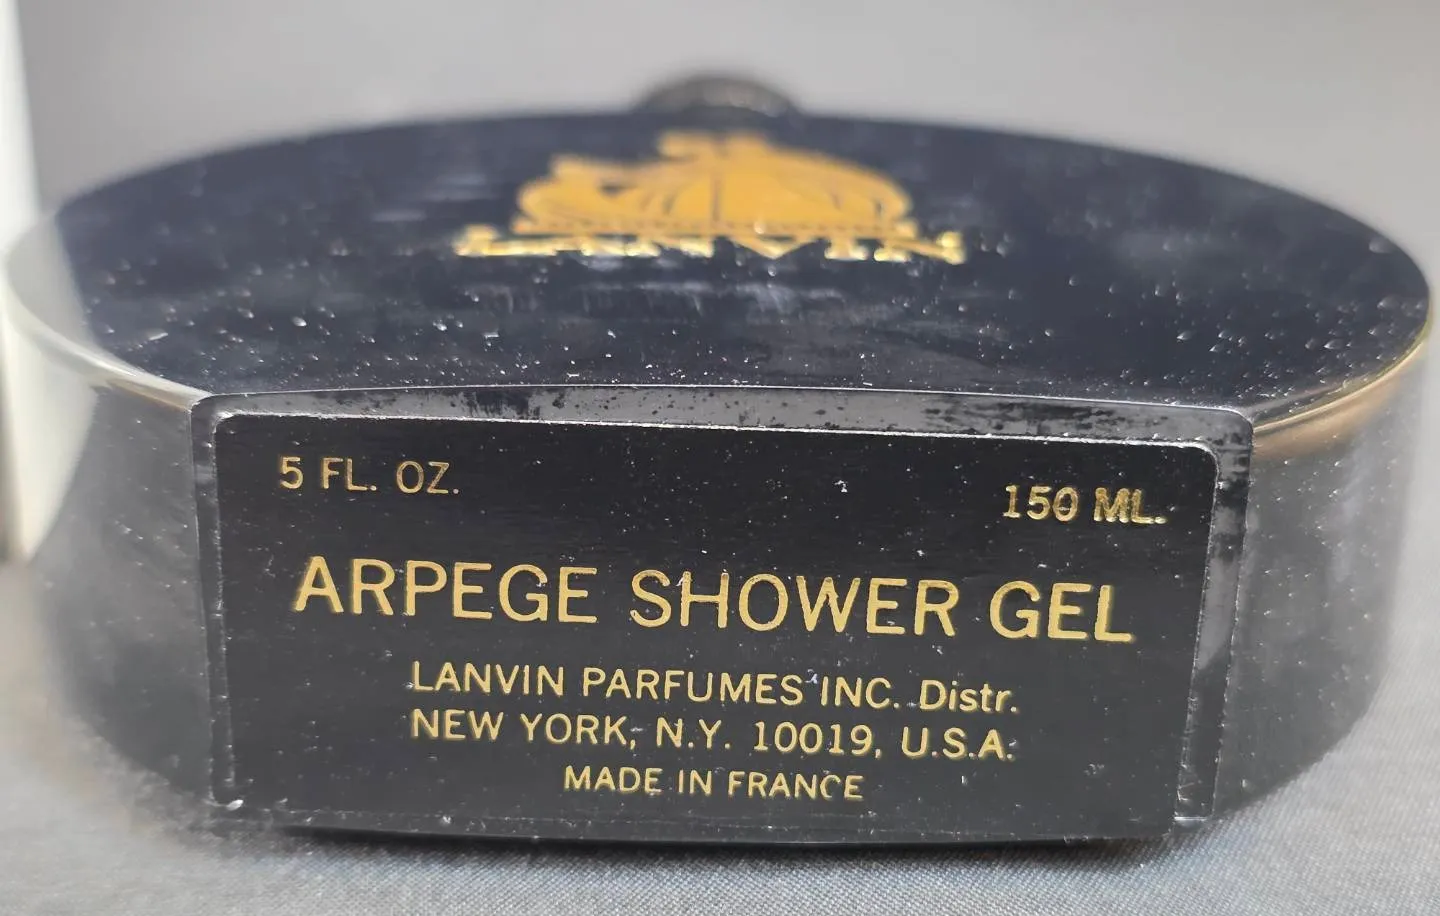 LANVIN
5 FL. OZ.
150 ML.
ARPEGE SHOWER GEL
LANVIN PARFUMES INC. Distr.
NEW YORK, N.Y. 10019, U.S.A.
MADE IN FRANCE